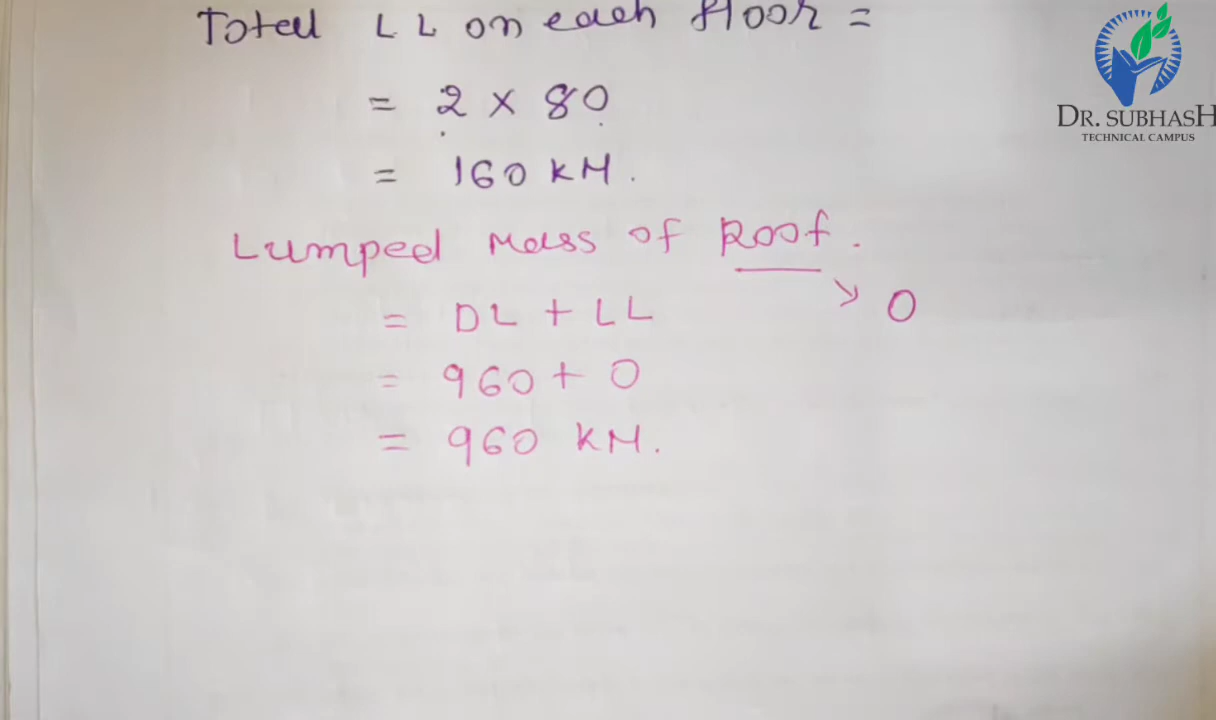 Total LL on each floor =
= 2 x 80
= 160 KN.
Lumped Mass of Roof.
→ 0
= DL + LL
= 960 + 0
= 960 KN.
DR. SUBHASH
TECHNICAL CAMPUS